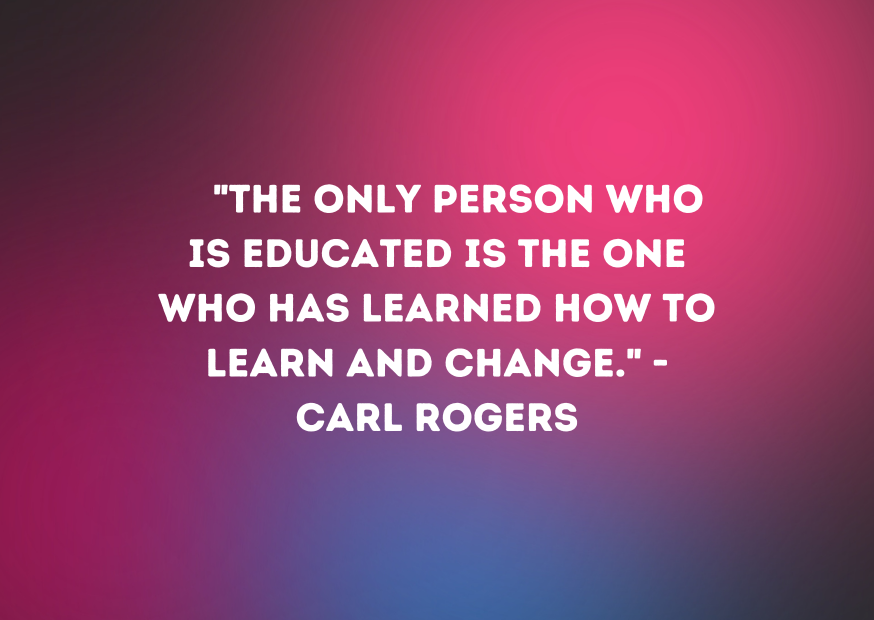 "THE ONLY PERSON WHO
IS EDUCATED IS THE ONE
WHO HAS LEARNED HOW TO
LEARN AND CHANGE." -
CARL ROGERS